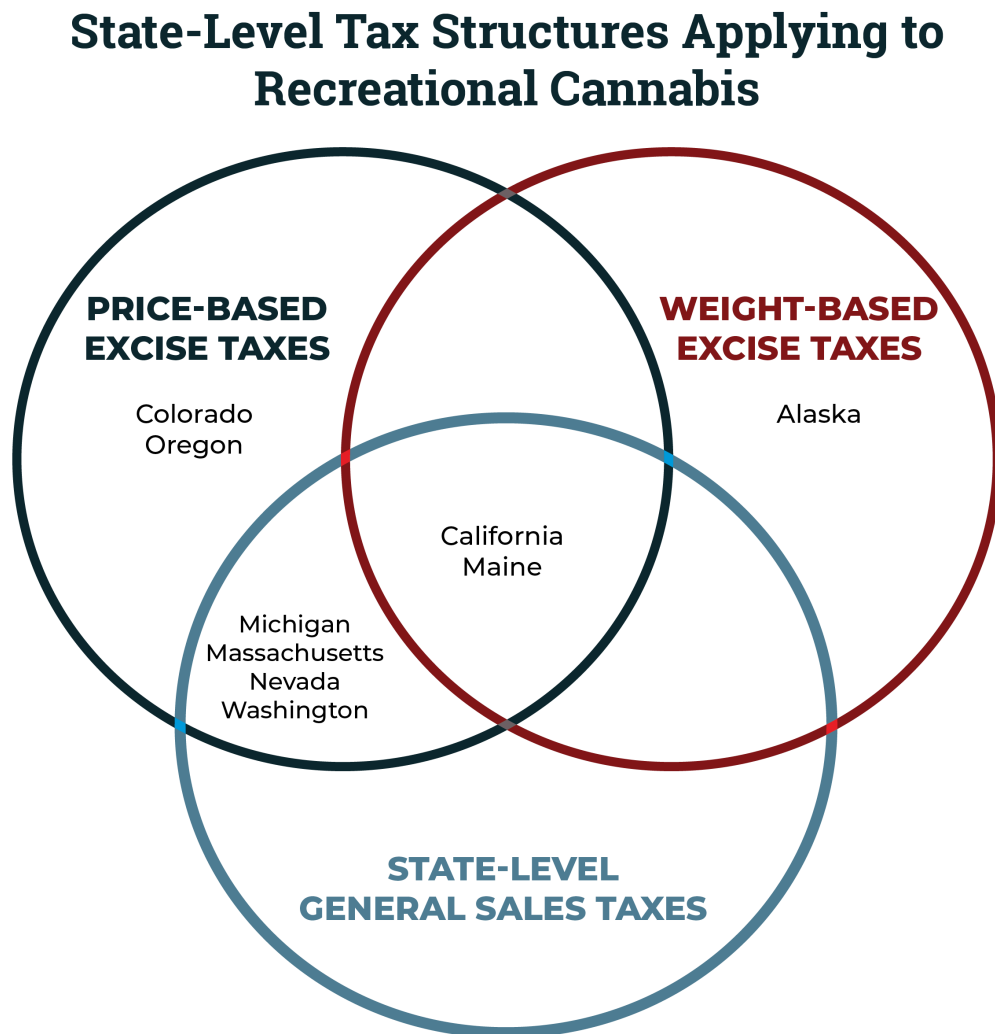 State-Level Tax Structures Applying to
Recreational Cannabis
PRICE-BASED
EXCISE TAXES
Colorado
Oregon
WEIGHT-BASED
EXCISE TAXES
Alaska
California
Maine
Michigan
Massachusetts
Nevada
Washington
STATE-LEVEL
GENERAL SALES TAXES